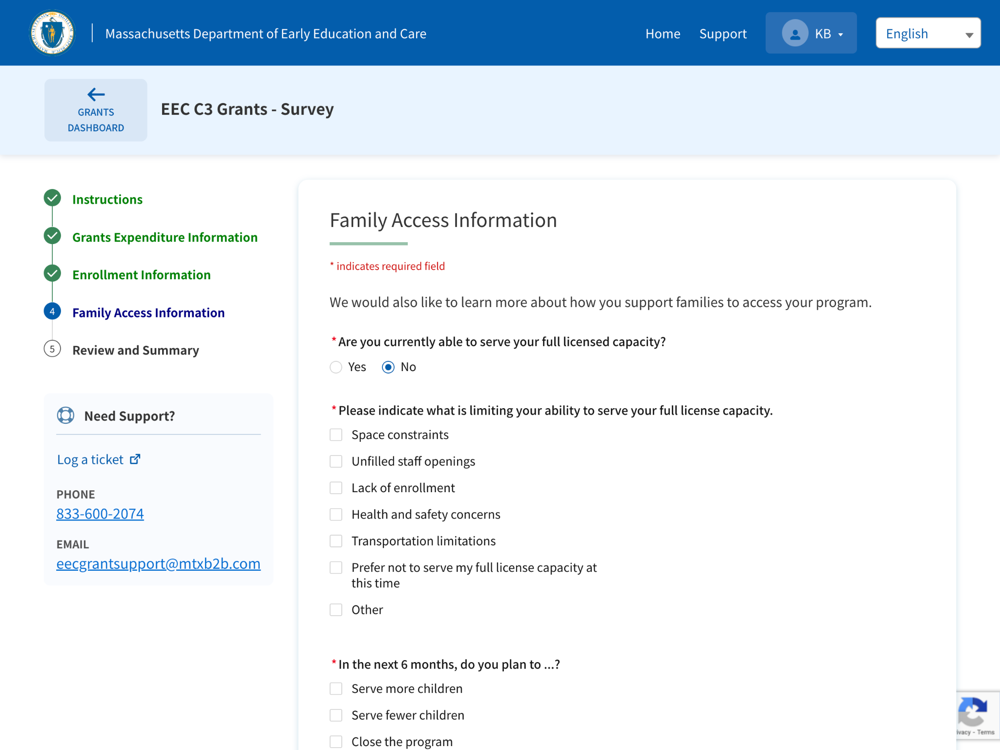 Massachusetts Department of Early Education and Care
Home
Support
KB
English
GRANTS
DASHBOARD
EEC C3 Grants - Survey
Instructions
Grants Expenditure Information
Enrollment Information
4
Family Access Information
5
Review and Summary
Need Support?
Log a ticket
PHONE
833-600-2074
EMAIL
eecgrantsupport@mtxb2b.com
Family Access Information
* indicates required field
We would also like to learn more about how you support families to access your program.
* Are you currently able to serve your full licensed capacity?
Yes
No
* Please indicate what is limiting your ability to serve your full license capacity.
Space constraints
Unfilled staff openings
Lack of enrollment
Health and safety concerns
Transportation limitations
Prefer not to serve my full license capacity at
this time
Other
* In the next 6 months, do you plan to ...?
Serve more children
Serve fewer children
Close the program
- Terms